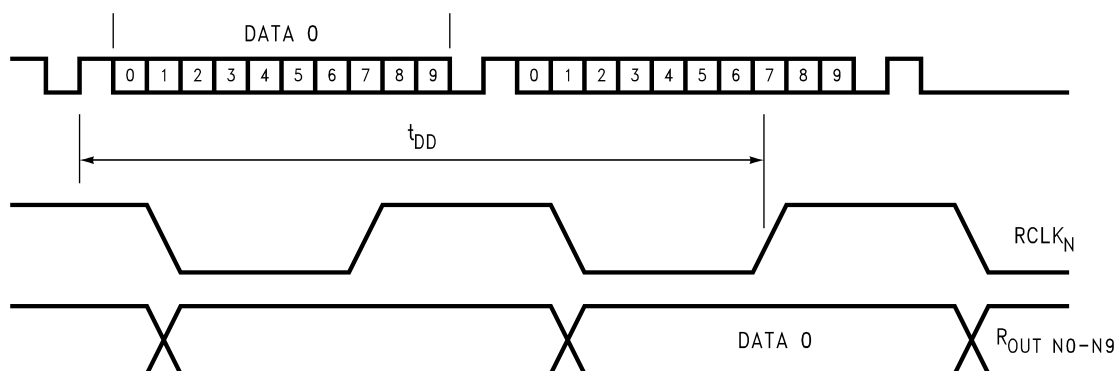 DATA 0
0 1 2 3 4 5 6 7 8 9 0 1 2 3 4 5 6 7 8 9
tDD
RCLKN
DATA 0
ROUT N0-N9